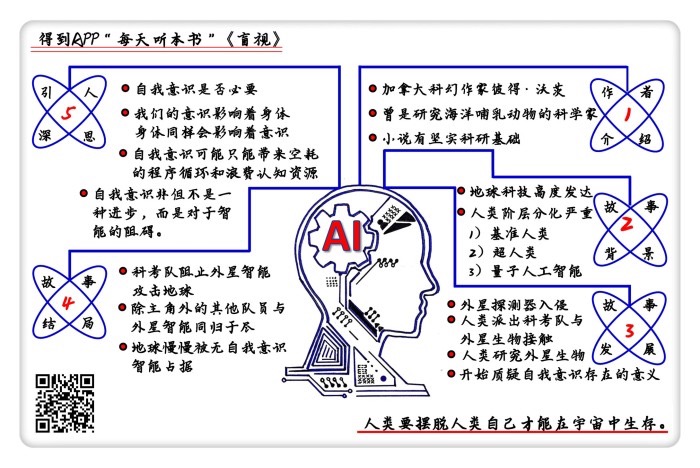 得到APP“每天听本书”《盲视》
引人
5
深思
自我意识是否必要
我们的意识影响着身体
身体同样会影响着意识
自我意识可能只能带来空耗
的程序循环和浪费认知资源
自我意识非但不是一
种进步，而是对于智
能的阻碍。
作者
1
介绍
加拿大科幻作家彼得·沃茨
曾是研究海洋哺乳动物的科学家
小说有坚实科研基础
故事
2
背景
地球科技高度发达
人类阶层分化严重
1）基准人类
2）超人类
3）量子人工智能
故事
3
发展
外星探测器入侵
人类派出科考队与
外星生物接触
人类研究外星生物
开始质疑自我意识存在的意义
故事
4
结局
科考队阻止外星智能
攻击地球
除主角外的其他队员与
外星智能同归于尽
地球慢慢被无自我意识
智能占据
AI
人类要摆脱人类自己才能在宇宙中生存。